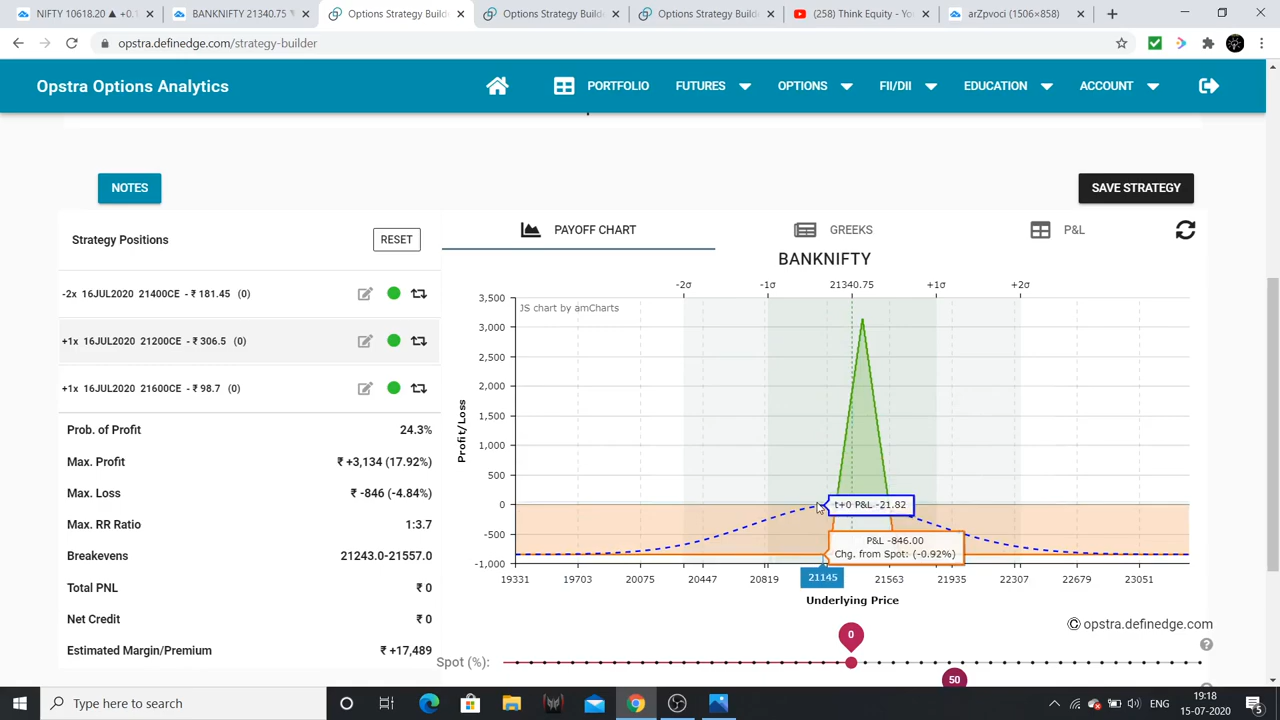 NIFTY 10618.20 ▲ +0.1
BANKNIFTY 21340.75
Options Strategy Build
Options Strategy Build
Options Strategy Build
(258) Think Equity - Yo
arZpvoci (1506×858)
opstra.definedge.com/strategy-builder
Opstra Options Analytics
PORTFOLIO
FUTURES
OPTIONS
FII/DII
EDUCATION
ACCOUNT
NOTES
SAVE STRATEGY
Strategy Positions
RESET
-2x 16JUL2020 21400CE - ₹ 181.45 (0)
+1x 16JUL2020 21200CE - ₹ 306.5 (0)
+1x 16JUL2020 21600CE - ₹ 98.7 (0)
Prob. of Profit 24.3%
Max. Profit ₹ +3,134 (17.92%)
Max. Loss ₹ -846 (-4.84%)
Max. RR Ratio 1:3.7
Breakevens 21243.0-21557.0
Total PNL ₹ 0
Net Credit ₹ 0
Estimated Margin/Premium ₹ +17,489
PAYOFF CHART
GREEKS
P&L
BANKNIFTY
-2σ -1σ 21340.75 +1σ +2σ
JS chart by amCharts
3,500
3,000
2,500
2,000
1,500
1,000
500
0
-500
-1,000
Profit/Loss
t+0 P&L -21.82
P&L -846.00
Chg. from Spot: (-0.92%)
19331 19703 20075 20447 20819 21145 21563 21935 22307 22679 23051
Underlying Price
© opstra.definedge.com
0
Spot (%):
50
Type here to search
ENG
19:18
15-07-2020
5